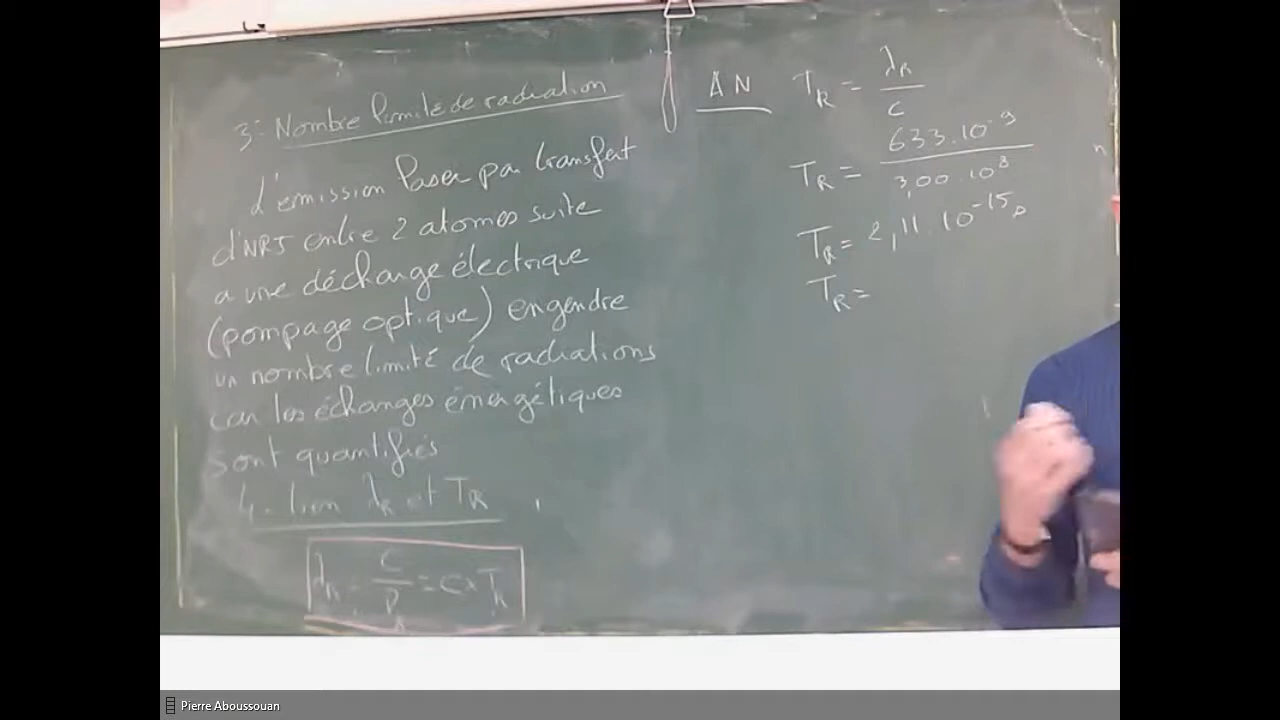 3: Nombre limité de radiation
L'émission laser par transfert
d'NRJ entre 2 atomes suite
a une décharge électrique
(pompage optique) engendre
un nombre limité de radiations
car les échanges énergétiques
sont quantifiés
4. lien λR et TR
λR = C/νR = C × TR
AN TR = λR/C
TR = 633.10⁻⁹/3,00.10⁸
TR = 2,11.10⁻¹⁵ s
TR =
Pierre Aboussouan